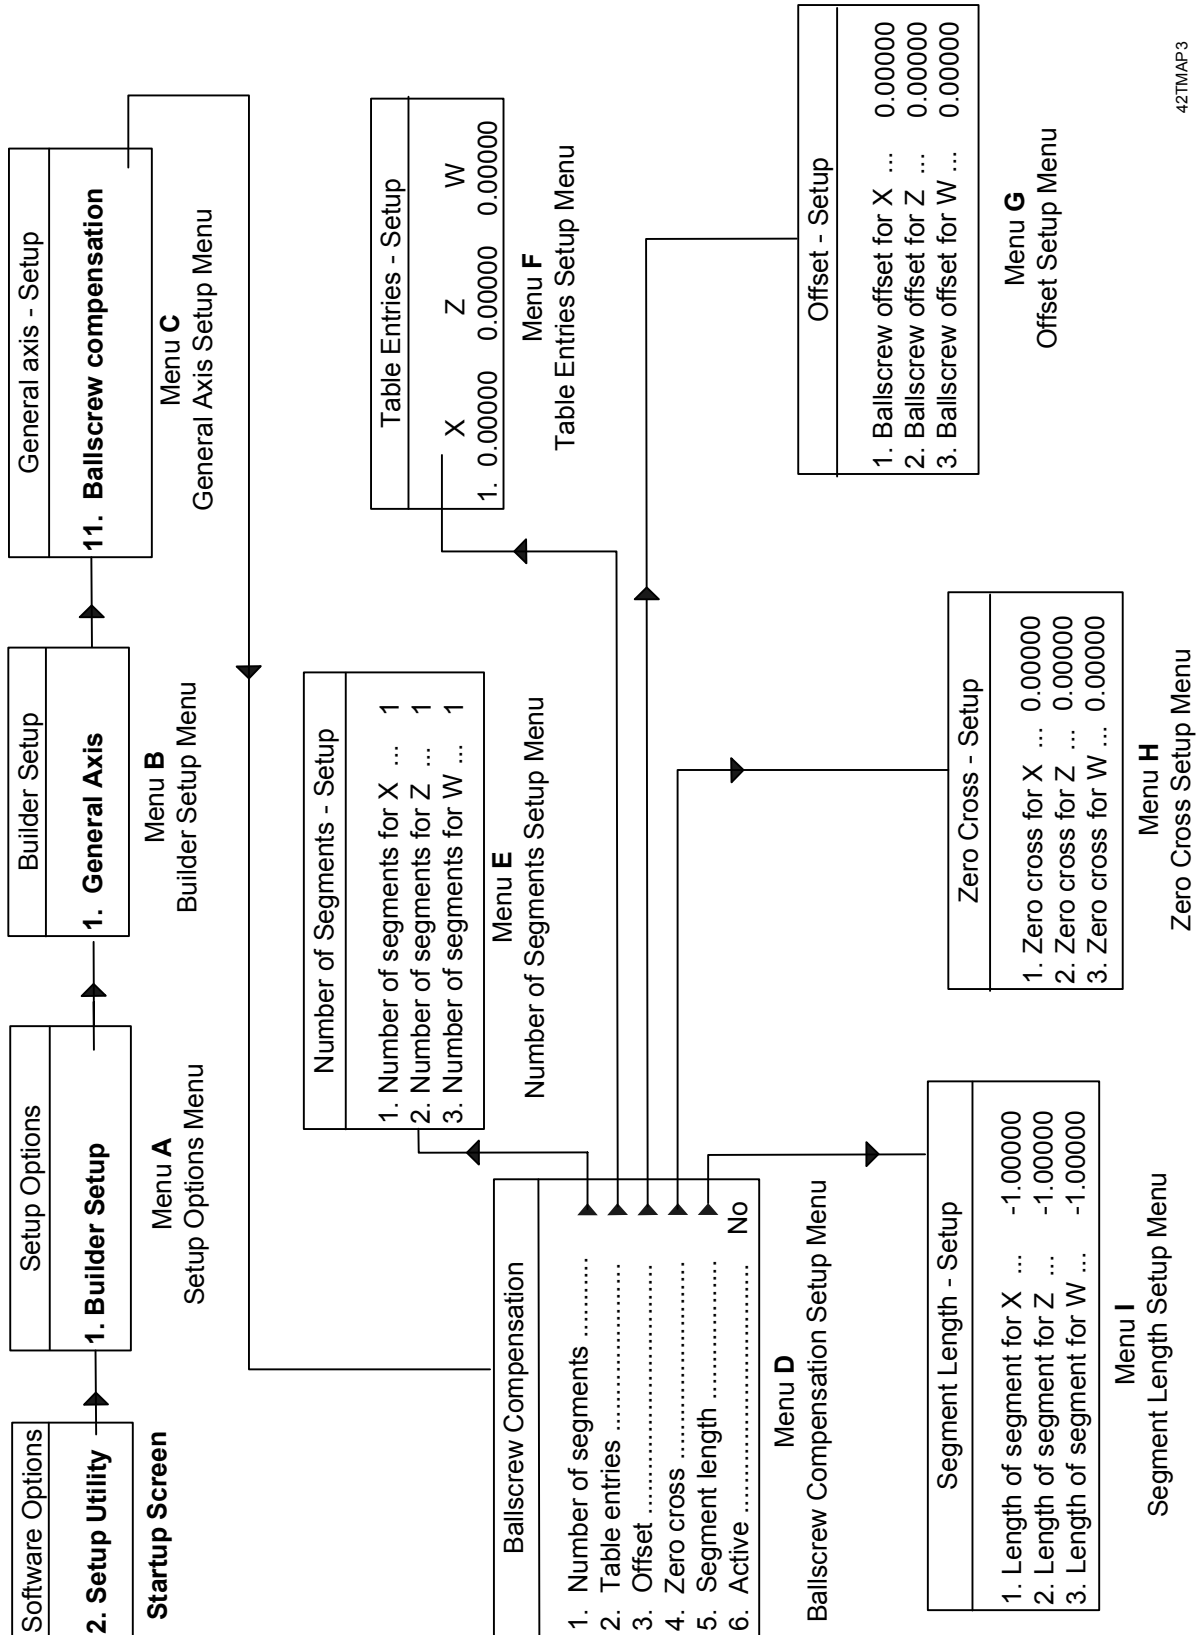 Software Options
2. Setup Utility
Startup Screen
Setup Options
1. Builder Setup
Menu A
Setup Options Menu
Builder Setup
1. General Axis
Menu B
Builder Setup Menu
General axis - Setup
11. Ballscrew compensation
Menu C
General Axis Setup Menu
Ballscrew Compensation
1. Number of segments ............
2. Table entries ............................
3. Offset .......................................
4. Zero cross ................................
5. Segment length ........................
6. Active ....................................... No
Menu D
Ballscrew Compensation Setup Menu
Number of Segments - Setup
1. Number of segments for X ... 1
2. Number of segments for Z ... 1
3. Number of segments for W ... 1
Menu E
Number of Segments Setup Menu
Table Entries - Setup
X Z W
1. 0.00000 0.00000 0.00000
Menu F
Table Entries Setup Menu
Segment Length - Setup
1. Length of segment for X ... -1.00000
2. Length of segment for Z ... -1.00000
3. Length of segment for W ... -1.00000
Menu I
Segment Length Setup Menu
Zero Cross - Setup
1. Zero cross for X ... 0.00000
2. Zero cross for Z ... 0.00000
3. Zero cross for W ... 0.00000
Menu H
Zero Cross Setup Menu
Offset - Setup
1. Ballscrew offset for X ... 0.00000
2. Ballscrew offset for Z ... 0.00000
3. Ballscrew offset for W ... 0.00000
Menu G
Offset Setup Menu
42TMAP3